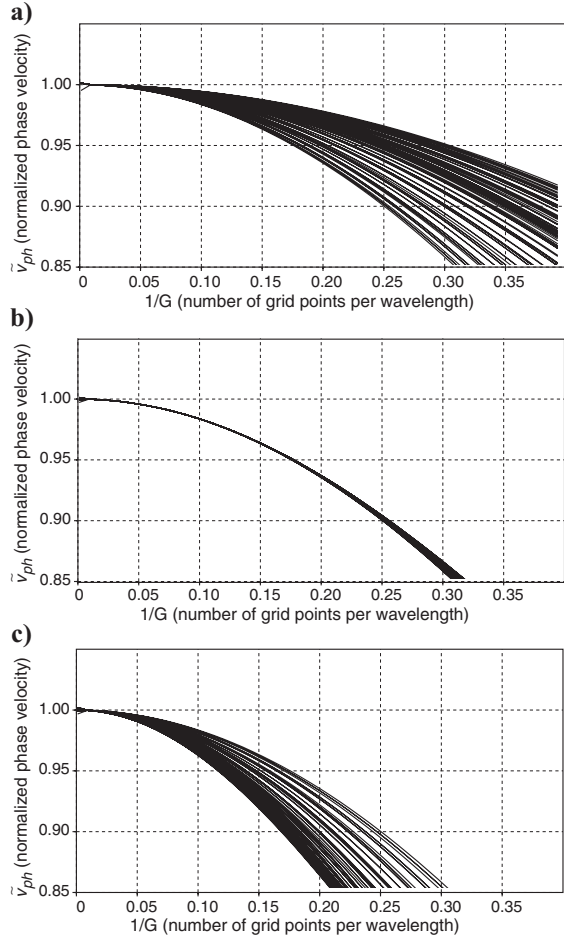 a)
1.00
0.95
0.90
0.85
ṽph (normalized phase velocity)
0 0.05 0.10 0.15 0.20 0.25 0.30 0.35
1/G (number of grid points per wavelength)
b)
1.00
0.95
0.90
0.85
ṽph (normalized phase velocity)
0 0.05 0.10 0.15 0.20 0.25 0.30 0.35
1/G (number of grid points per wavelength)
c)
1.00
0.95
0.90
0.85
ṽph (normalized phase velocity)
0 0.05 0.10 0.15 0.20 0.25 0.30 0.35
1/G (number of grid points per wavelength)